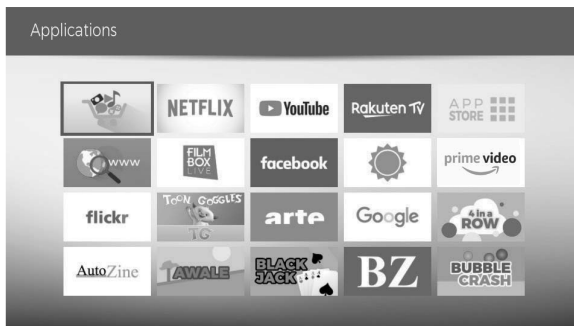 Applications
NETFLIX
YouTube
Rakuten TV
APP
STORE
www
FILM
BOX
LIVE
facebook
prime video
flickr
TOON GOGGLES
TG
arte
Google
4 in a
ROW
AutoZine
AWALE
BLACK
JACK
BZ
BUBBLE
CRASH